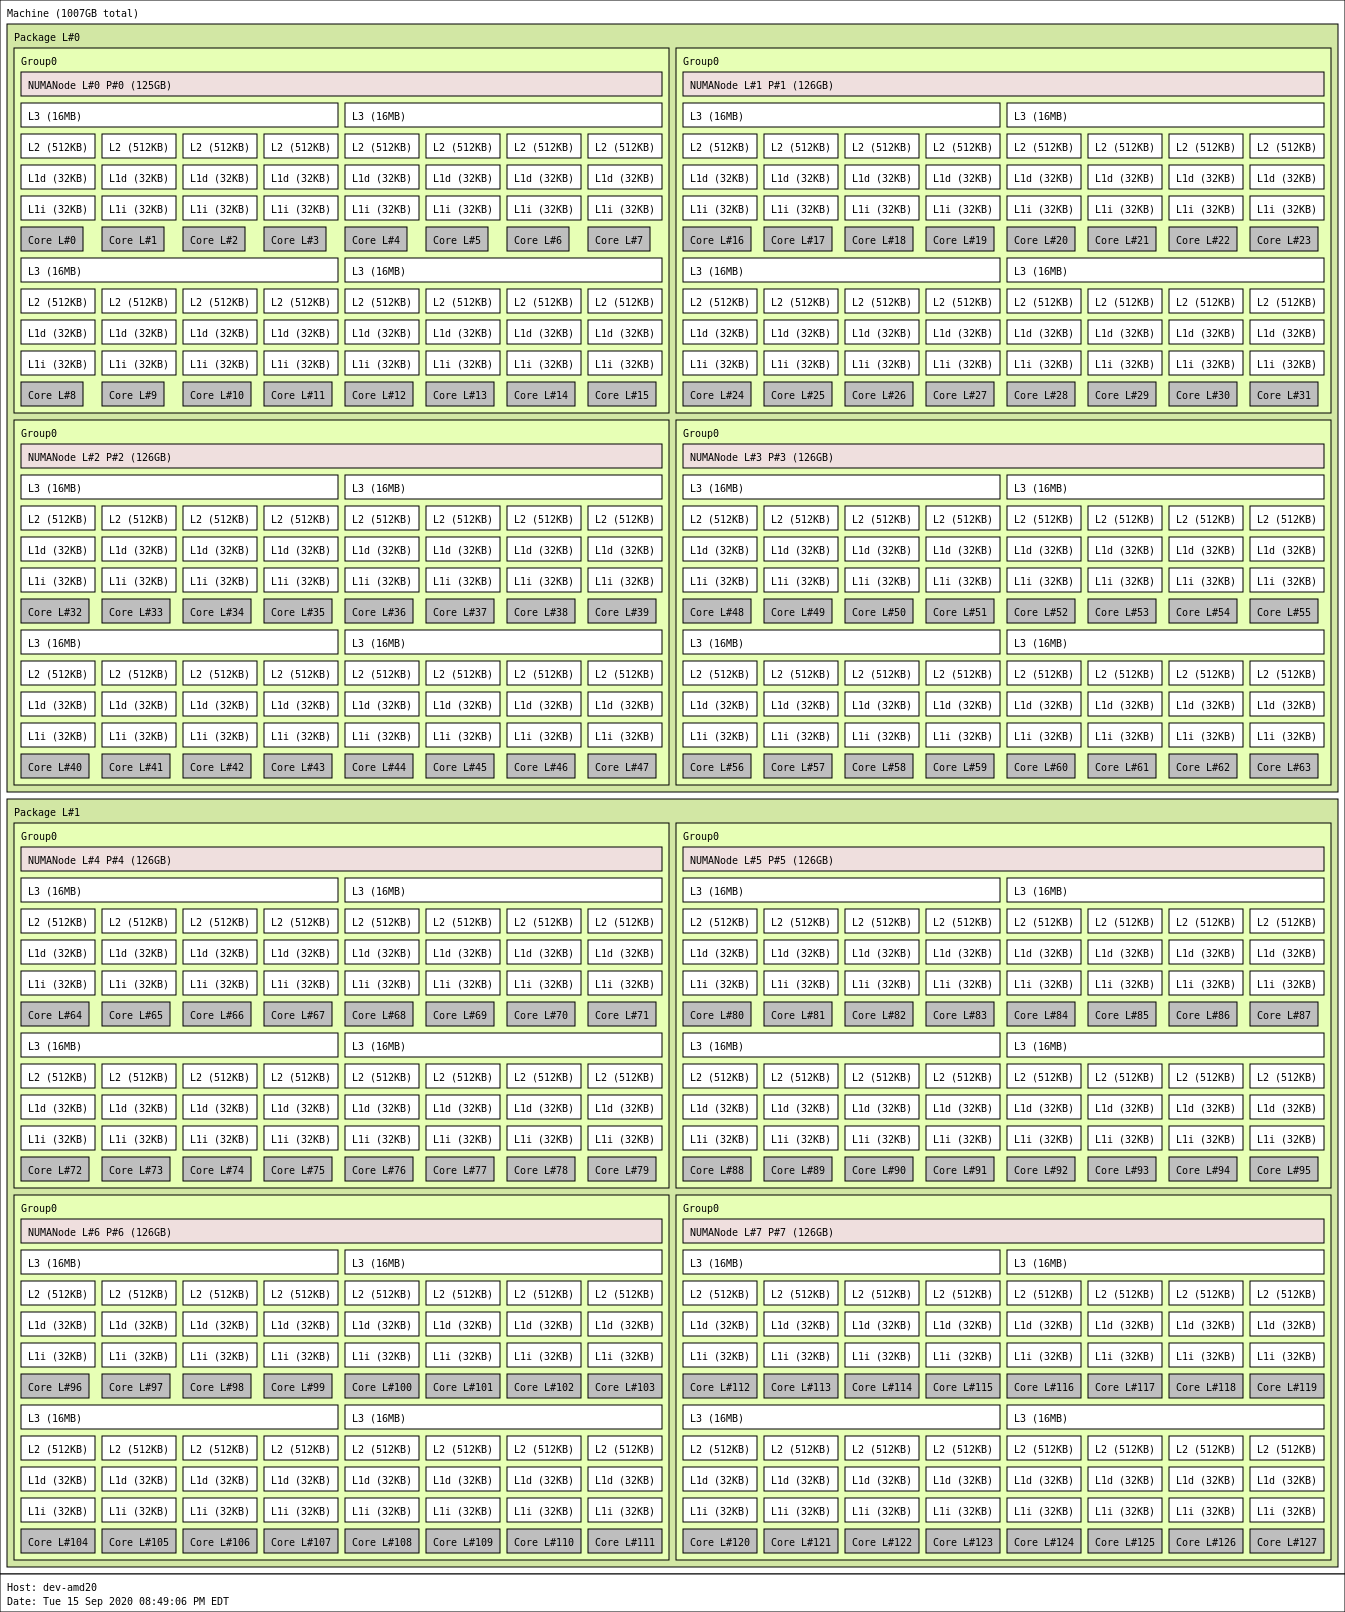 Machine (1007GB total)
Package L#0
Group0
NUMANode L#0 P#0 (125GB)
L3 (16MB) L3 (16MB)
L2 (512KB) L2 (512KB) L2 (512KB) L2 (512KB) L2 (512KB) L2 (512KB) L2 (512KB) L2 (512KB)
L1d (32KB) L1d (32KB) L1d (32KB) L1d (32KB) L1d (32KB) L1d (32KB) L1d (32KB) L1d (32KB)
L1i (32KB) L1i (32KB) L1i (32KB) L1i (32KB) L1i (32KB) L1i (32KB) L1i (32KB) L1i (32KB)
Core L#0 Core L#1 Core L#2 Core L#3 Core L#4 Core L#5 Core L#6 Core L#7
L3 (16MB) L3 (16MB)
L2 (512KB) L2 (512KB) L2 (512KB) L2 (512KB) L2 (512KB) L2 (512KB) L2 (512KB) L2 (512KB)
L1d (32KB) L1d (32KB) L1d (32KB) L1d (32KB) L1d (32KB) L1d (32KB) L1d (32KB) L1d (32KB)
L1i (32KB) L1i (32KB) L1i (32KB) L1i (32KB) L1i (32KB) L1i (32KB) L1i (32KB) L1i (32KB)
Core L#8 Core L#9 Core L#10 Core L#11 Core L#12 Core L#13 Core L#14 Core L#15
Group0
NUMANode L#1 P#1 (126GB)
L3 (16MB) L3 (16MB)
L2 (512KB) L2 (512KB) L2 (512KB) L2 (512KB) L2 (512KB) L2 (512KB) L2 (512KB) L2 (512KB)
L1d (32KB) L1d (32KB) L1d (32KB) L1d (32KB) L1d (32KB) L1d (32KB) L1d (32KB) L1d (32KB)
L1i (32KB) L1i (32KB) L1i (32KB) L1i (32KB) L1i (32KB) L1i (32KB) L1i (32KB) L1i (32KB)
Core L#16 Core L#17 Core L#18 Core L#19 Core L#20 Core L#21 Core L#22 Core L#23
L3 (16MB) L3 (16MB)
L2 (512KB) L2 (512KB) L2 (512KB) L2 (512KB) L2 (512KB) L2 (512KB) L2 (512KB) L2 (512KB)
L1d (32KB) L1d (32KB) L1d (32KB) L1d (32KB) L1d (32KB) L1d (32KB) L1d (32KB) L1d (32KB)
L1i (32KB) L1i (32KB) L1i (32KB) L1i (32KB) L1i (32KB) L1i (32KB) L1i (32KB) L1i (32KB)
Core L#24 Core L#25 Core L#26 Core L#27 Core L#28 Core L#29 Core L#30 Core L#31
Group0
NUMANode L#2 P#2 (126GB)
L3 (16MB) L3 (16MB)
L2 (512KB) L2 (512KB) L2 (512KB) L2 (512KB) L2 (512KB) L2 (512KB) L2 (512KB) L2 (512KB)
L1d (32KB) L1d (32KB) L1d (32KB) L1d (32KB) L1d (32KB) L1d (32KB) L1d (32KB) L1d (32KB)
L1i (32KB) L1i (32KB) L1i (32KB) L1i (32KB) L1i (32KB) L1i (32KB) L1i (32KB) L1i (32KB)
Core L#32 Core L#33 Core L#34 Core L#35 Core L#36 Core L#37 Core L#38 Core L#39
L3 (16MB) L3 (16MB)
L2 (512KB) L2 (512KB) L2 (512KB) L2 (512KB) L2 (512KB) L2 (512KB) L2 (512KB) L2 (512KB)
L1d (32KB) L1d (32KB) L1d (32KB) L1d (32KB) L1d (32KB) L1d (32KB) L1d (32KB) L1d (32KB)
L1i (32KB) L1i (32KB) L1i (32KB) L1i (32KB) L1i (32KB) L1i (32KB) L1i (32KB) L1i (32KB)
Core L#40 Core L#41 Core L#42 Core L#43 Core L#44 Core L#45 Core L#46 Core L#47
Group0
NUMANode L#3 P#3 (126GB)
L3 (16MB) L3 (16MB)
L2 (512KB) L2 (512KB) L2 (512KB) L2 (512KB) L2 (512KB) L2 (512KB) L2 (512KB) L2 (512KB)
L1d (32KB) L1d (32KB) L1d (32KB) L1d (32KB) L1d (32KB) L1d (32KB) L1d (32KB) L1d (32KB)
L1i (32KB) L1i (32KB) L1i (32KB) L1i (32KB) L1i (32KB) L1i (32KB) L1i (32KB) L1i (32KB)
Core L#48 Core L#49 Core L#50 Core L#51 Core L#52 Core L#53 Core L#54 Core L#55
L3 (16MB) L3 (16MB)
L2 (512KB) L2 (512KB) L2 (512KB) L2 (512KB) L2 (512KB) L2 (512KB) L2 (512KB) L2 (512KB)
L1d (32KB) L1d (32KB) L1d (32KB) L1d (32KB) L1d (32KB) L1d (32KB) L1d (32KB) L1d (32KB)
L1i (32KB) L1i (32KB) L1i (32KB) L1i (32KB) L1i (32KB) L1i (32KB) L1i (32KB) L1i (32KB)
Core L#56 Core L#57 Core L#58 Core L#59 Core L#60 Core L#61 Core L#62 Core L#63
Package L#1
Group0
NUMANode L#4 P#4 (126GB)
L3 (16MB) L3 (16MB)
L2 (512KB) L2 (512KB) L2 (512KB) L2 (512KB) L2 (512KB) L2 (512KB) L2 (512KB) L2 (512KB)
L1d (32KB) L1d (32KB) L1d (32KB) L1d (32KB) L1d (32KB) L1d (32KB) L1d (32KB) L1d (32KB)
L1i (32KB) L1i (32KB) L1i (32KB) L1i (32KB) L1i (32KB) L1i (32KB) L1i (32KB) L1i (32KB)
Core L#64 Core L#65 Core L#66 Core L#67 Core L#68 Core L#69 Core L#70 Core L#71
L3 (16MB) L3 (16MB)
L2 (512KB) L2 (512KB) L2 (512KB) L2 (512KB) L2 (512KB) L2 (512KB) L2 (512KB) L2 (512KB)
L1d (32KB) L1d (32KB) L1d (32KB) L1d (32KB) L1d (32KB) L1d (32KB) L1d (32KB) L1d (32KB)
L1i (32KB) L1i (32KB) L1i (32KB) L1i (32KB) L1i (32KB) L1i (32KB) L1i (32KB) L1i (32KB)
Core L#72 Core L#73 Core L#74 Core L#75 Core L#76 Core L#77 Core L#78 Core L#79
Group0
NUMANode L#5 P#5 (126GB)
L3 (16MB) L3 (16MB)
L2 (512KB) L2 (512KB) L2 (512KB) L2 (512KB) L2 (512KB) L2 (512KB) L2 (512KB) L2 (512KB)
L1d (32KB) L1d (32KB) L1d (32KB) L1d (32KB) L1d (32KB) L1d (32KB) L1d (32KB) L1d (32KB)
L1i (32KB) L1i (32KB) L1i (32KB) L1i (32KB) L1i (32KB) L1i (32KB) L1i (32KB) L1i (32KB)
Core L#80 Core L#81 Core L#82 Core L#83 Core L#84 Core L#85 Core L#86 Core L#87
L3 (16MB) L3 (16MB)
L2 (512KB) L2 (512KB) L2 (512KB) L2 (512KB) L2 (512KB) L2 (512KB) L2 (512KB) L2 (512KB)
L1d (32KB) L1d (32KB) L1d (32KB) L1d (32KB) L1d (32KB) L1d (32KB) L1d (32KB) L1d (32KB)
L1i (32KB) L1i (32KB) L1i (32KB) L1i (32KB) L1i (32KB) L1i (32KB) L1i (32KB) L1i (32KB)
Core L#88 Core L#89 Core L#90 Core L#91 Core L#92 Core L#93 Core L#94 Core L#95
Group0
NUMANode L#6 P#6 (126GB)
L3 (16MB) L3 (16MB)
L2 (512KB) L2 (512KB) L2 (512KB) L2 (512KB) L2 (512KB) L2 (512KB) L2 (512KB) L2 (512KB)
L1d (32KB) L1d (32KB) L1d (32KB) L1d (32KB) L1d (32KB) L1d (32KB) L1d (32KB) L1d (32KB)
L1i (32KB) L1i (32KB) L1i (32KB) L1i (32KB) L1i (32KB) L1i (32KB) L1i (32KB) L1i (32KB)
Core L#96 Core L#97 Core L#98 Core L#99 Core L#100 Core L#101 Core L#102 Core L#103
L3 (16MB) L3 (16MB)
L2 (512KB) L2 (512KB) L2 (512KB) L2 (512KB) L2 (512KB) L2 (512KB) L2 (512KB) L2 (512KB)
L1d (32KB) L1d (32KB) L1d (32KB) L1d (32KB) L1d (32KB) L1d (32KB) L1d (32KB) L1d (32KB)
L1i (32KB) L1i (32KB) L1i (32KB) L1i (32KB) L1i (32KB) L1i (32KB) L1i (32KB) L1i (32KB)
Core L#104 Core L#105 Core L#106 Core L#107 Core L#108 Core L#109 Core L#110 Core L#111
Group0
NUMANode L#7 P#7 (126GB)
L3 (16MB) L3 (16MB)
L2 (512KB) L2 (512KB) L2 (512KB) L2 (512KB) L2 (512KB) L2 (512KB) L2 (512KB) L2 (512KB)
L1d (32KB) L1d (32KB) L1d (32KB) L1d (32KB) L1d (32KB) L1d (32KB) L1d (32KB) L1d (32KB)
L1i (32KB) L1i (32KB) L1i (32KB) L1i (32KB) L1i (32KB) L1i (32KB) L1i (32KB) L1i (32KB)
Core L#112 Core L#113 Core L#114 Core L#115 Core L#116 Core L#117 Core L#118 Core L#119
L3 (16MB) L3 (16MB)
L2 (512KB) L2 (512KB) L2 (512KB) L2 (512KB) L2 (512KB) L2 (512KB) L2 (512KB) L2 (512KB)
L1d (32KB) L1d (32KB) L1d (32KB) L1d (32KB) L1d (32KB) L1d (32KB) L1d (32KB) L1d (32KB)
L1i (32KB) L1i (32KB) L1i (32KB) L1i (32KB) L1i (32KB) L1i (32KB) L1i (32KB) L1i (32KB)
Core L#120 Core L#121 Core L#122 Core L#123 Core L#124 Core L#125 Core L#126 Core L#127
Host: dev-amd20
Date: Tue 15 Sep 2020 08:49:06 PM EDT